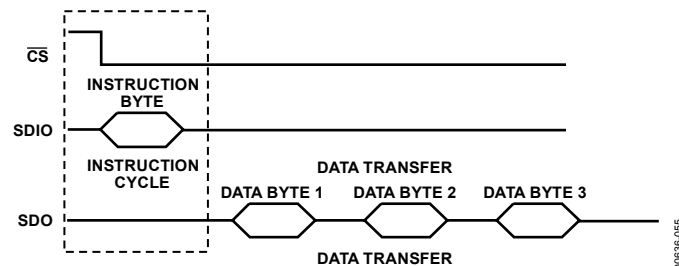 CS
INSTRUCTION
BYTE
SDIO
INSTRUCTION
CYCLE
DATA TRANSFER
DATA BYTE 1 DATA BYTE 2 DATA BYTE 3
SDO
DATA TRANSFER